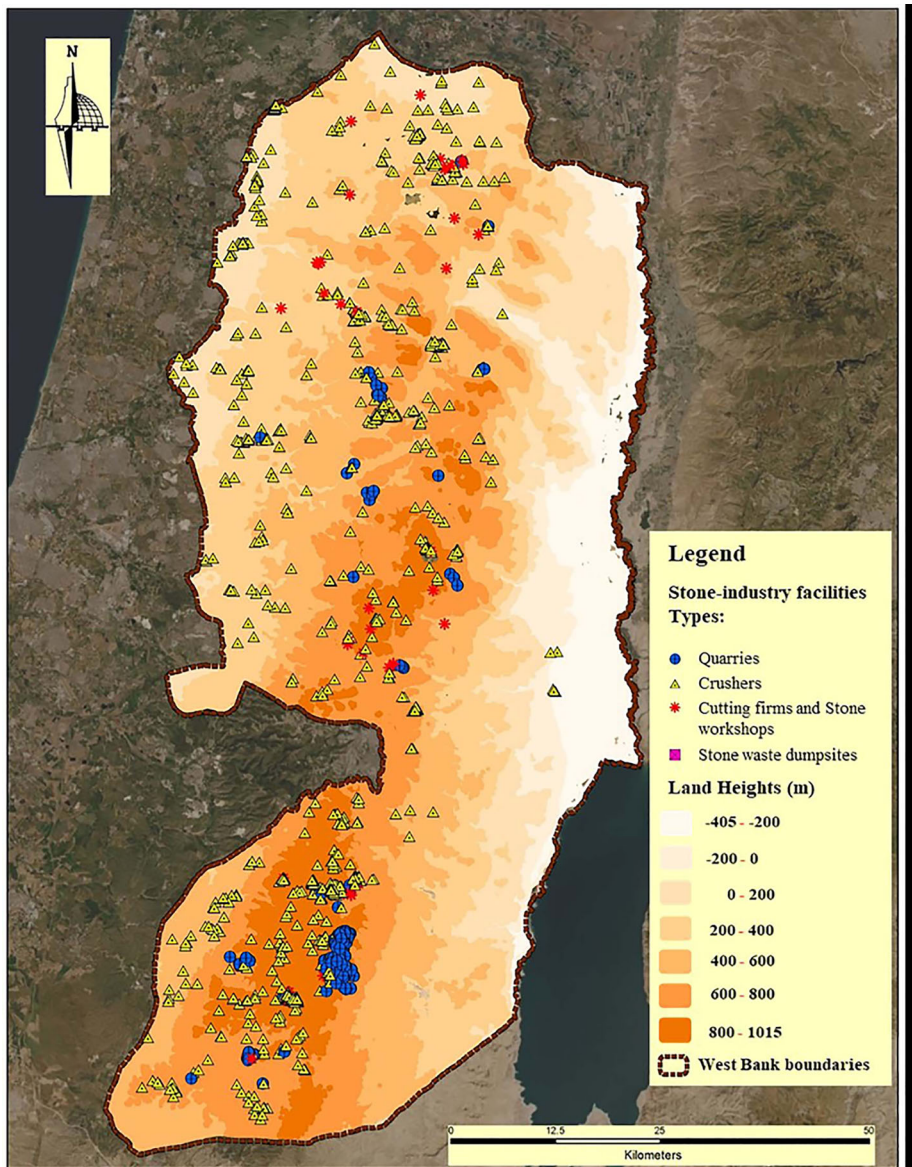 N
Legend
Stone-industry facilities
Types:
Quarries
Crushers
Cutting firms and Stone
workshops
Stone waste dumpsites
Land Heights (m)
-405 - -200
-200 - 0
0 - 200
200 - 400
400 - 600
600 - 800
800 - 1015
West Bank boundaries
0 12.5 25 50
Kilometers